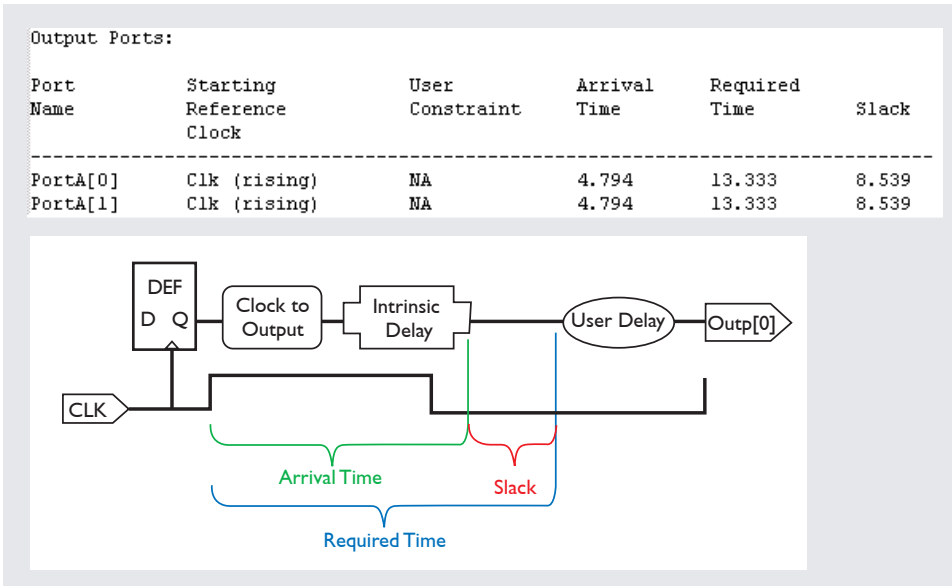 Output Ports:
Port Starting User Arrival Required
Name Reference Constraint Time Time Slack
Clock
--------------------------------------------------------------------------
PortA[0] Clk (rising) NA 4.794 13.333 8.539
PortA[1] Clk (rising) NA 4.794 13.333 8.539
DEF
D Q
Clock to
Output
Intrinsic
Delay
User Delay
Outp[0]
CLK
Arrival Time
Slack
Required Time